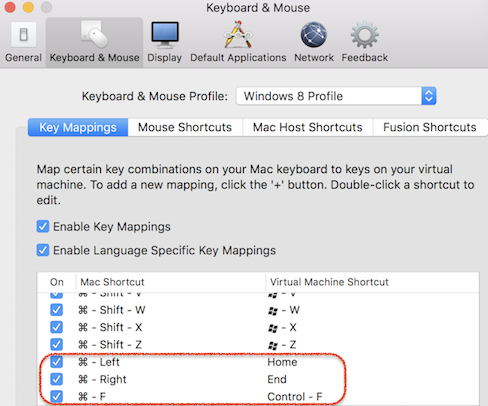 Keyboard & Mouse
General Keyboard & Mouse Display Default Applications Network Feedback
Keyboard & Mouse Profile: Windows 8 Profile
Key Mappings Mouse Shortcuts Mac Host Shortcuts Fusion Shortcuts
Map certain key combinations on your Mac keyboard to keys on your virtual
machine. To add a new mapping, click the '+' button. Double-click a shortcut to
edit.
Enable Key Mappings
Enable Language Specific Key Mappings
On Mac Shortcut Virtual Machine Shortcut
⌘ - Shift - V - V
⌘ - Shift - W - W
⌘ - Shift - X - X
⌘ - Shift - Z - Z
⌘ - Left Home
⌘ - Right End
⌘ - F Control - F